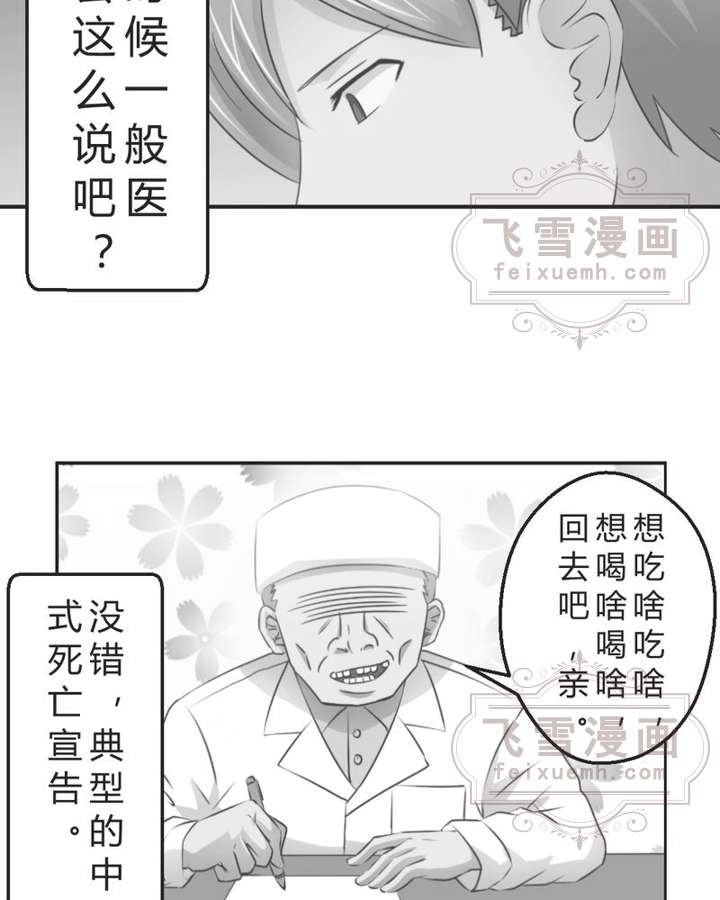 候一般医
这么说吧？
飞雪漫画
feixuemh.com
想吃啥吃啥，
想喝啥喝啥，
回去吧，亲。
没错，典型的中
式死亡宣告。
飞雪漫画
feixuemh.com